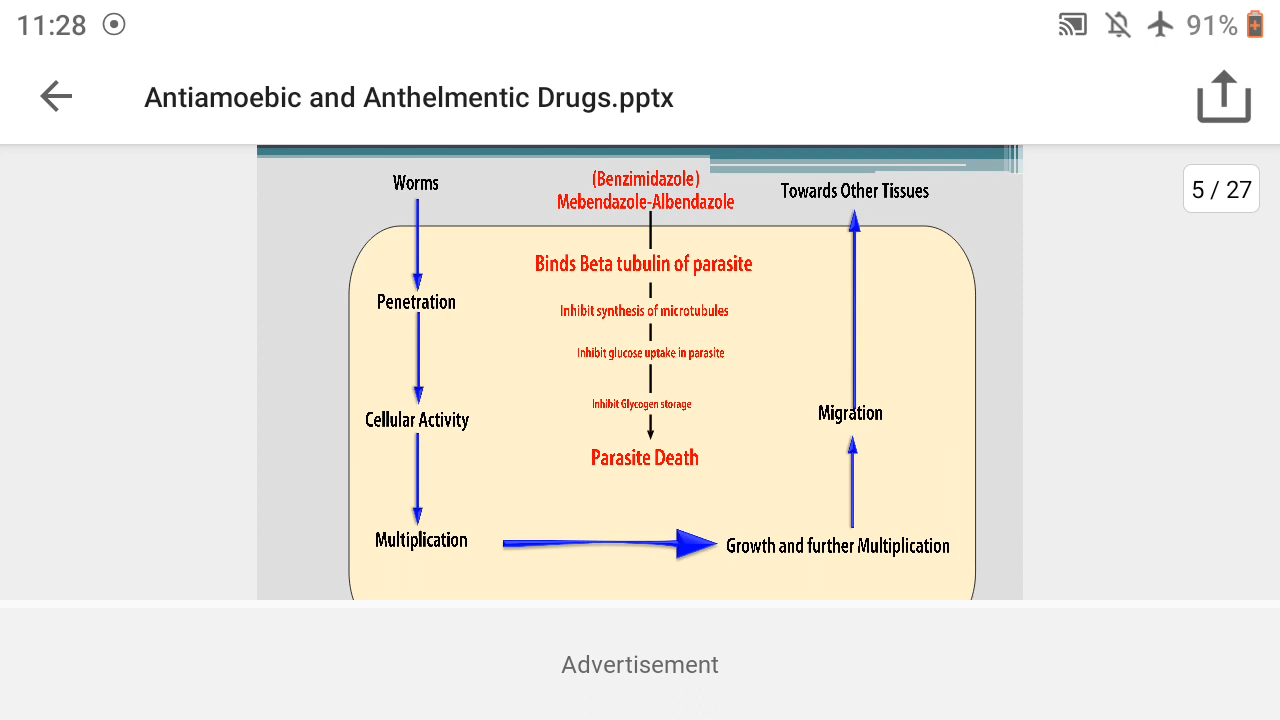 11:28
91%
Antiamoebic and Anthelmentic Drugs.pptx
5 / 27
Worms
(Benzimidazole)
Mebendazole-Albendazole
Towards Other Tissues
Binds Beta tubulin of parasite
Penetration
Inhibit synthesis of microtubules
Inhibit glucose uptake in parasite
Inhibit Glycogen storage
Cellular Activity
Migration
Parasite Death
Multiplication
Growth and further Multiplication
Advertisement